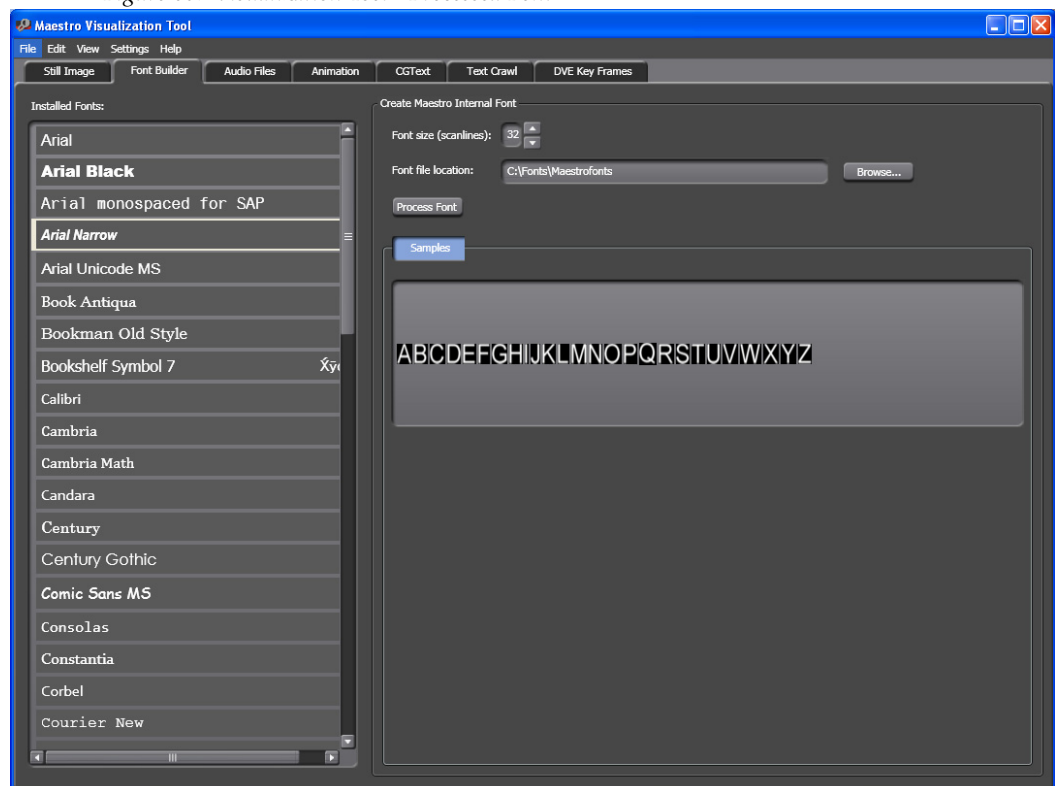 Maestro Visualization Tool
File Edit View Settings Help
Still Image Font Builder Audio Files Animation CGText Text Crawl DVE Key Frames
Installed Fonts:
Arial
Arial Black
Arial monospaced for SAP
Arial Narrow
Arial Unicode MS
Book Antiqua
Bookman Old Style
Bookshelf Symbol 7
Calibri
Cambria
Cambria Math
Candara
Century
Century Gothic
Comic Sans MS
Consolas
Constantia
Corbel
Courier New
Create Maestro Internal Font
Font size (scanlines): 32
Font file location: C:\Fonts\Maestrofonts Browse...
Process Font
Samples
ABCDEFGHIJKLMNOPQRSTUVWXYZ